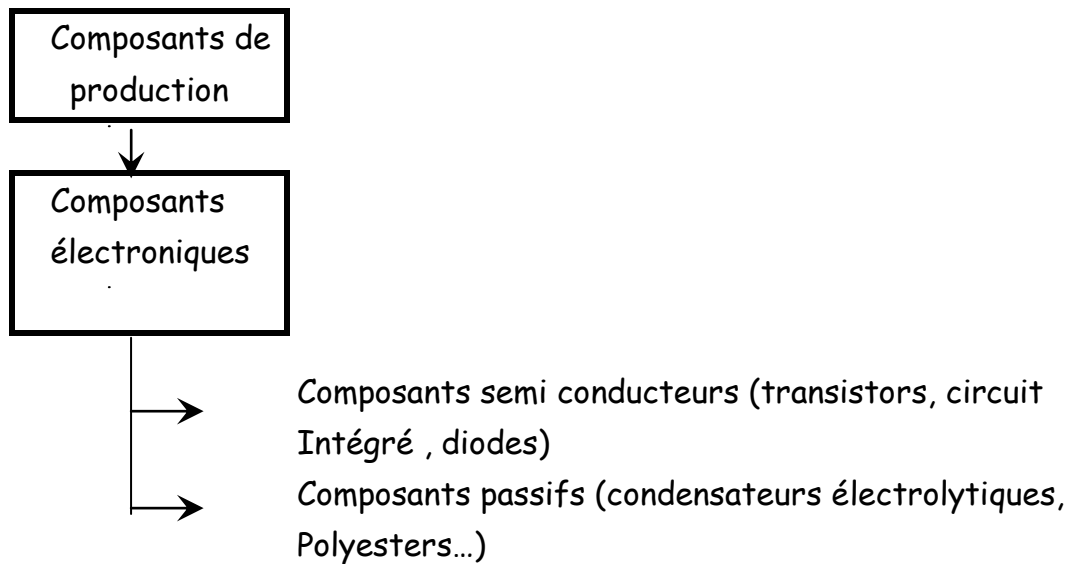 Composants de
production
Composants
électroniques
Composants semi conducteurs (transistors, circuit
Intégré , diodes)
Composants passifs (condensateurs électrolytiques,
Polyesters…)